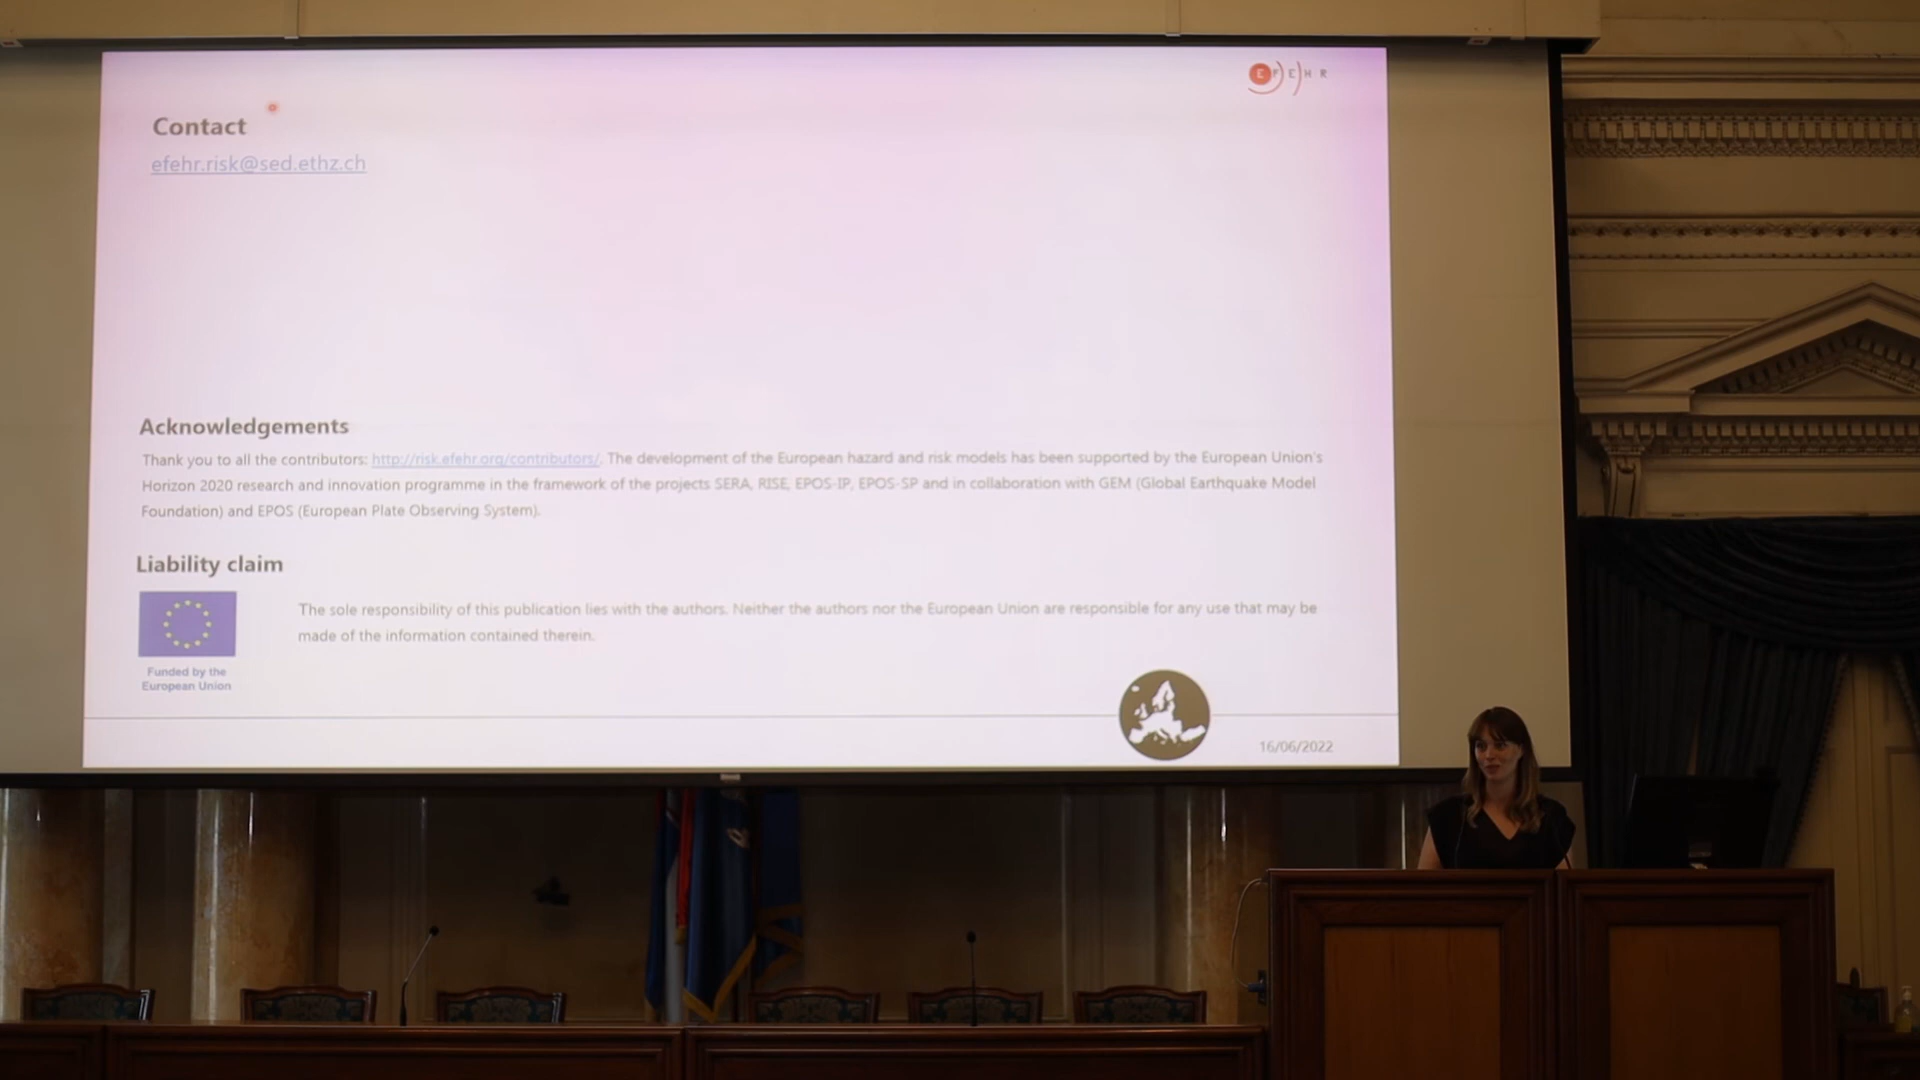 E F E H R
Contact
efehr.risk@sed.ethz.ch
Acknowledgements
Thank you to all the contributors: http://risk.efehr.org/contributors/. The development of the European hazard and risk models has been supported by the European Union's
Horizon 2020 research and innovation programme in the framework of the projects SERA, RISE, EPOS-IP, EPOS-SP and in collaboration with GEM (Global Earthquake Model
Foundation) and EPOS (European Plate Observing System).
Liability claim
The sole responsibility of this publication lies with the authors. Neither the authors nor the European Union are responsible for any use that may be
made of the information contained therein.
Funded by the
European Union
16/06/2022